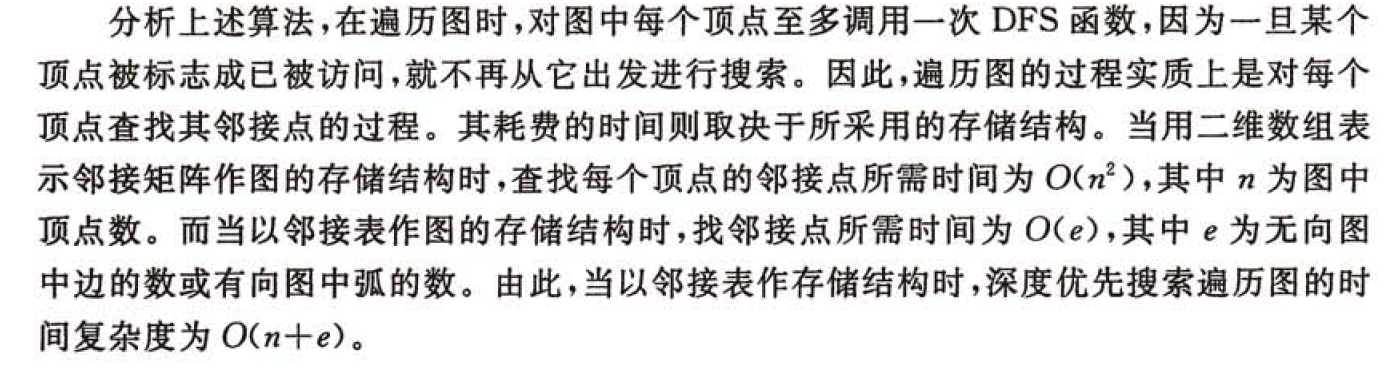 分析上述算法,在遍历图时,对图中每个顶点至多调用一次 DFS 函数,因为一旦某个
顶点被标志成已被访问,就不再从它出发进行搜索。因此,遍历图的过程实质上是对每个
顶点查找其邻接点的过程。其耗费的时间则取决于所采用的存储结构。当用二维数组表
示邻接矩阵作图的存储结构时,查找每个顶点的邻接点所需时间为 O(n²),其中 n 为图中
顶点数。而当以邻接表作图的存储结构时,找邻接点所需时间为 O(e),其中 e 为无向图
中边的数或有向图中弧的数。由此,当以邻接表作存储结构时,深度优先搜索遍历图的时
间复杂度为 O(n+e)。